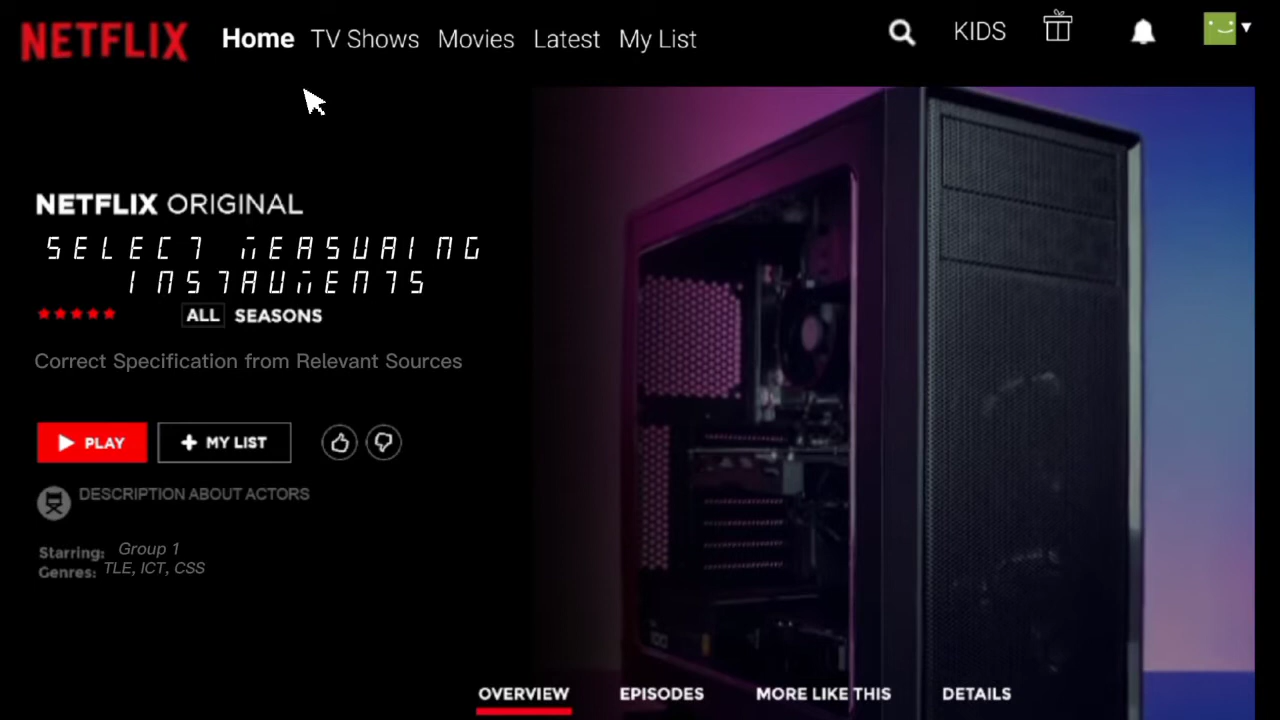 NETFLIX Home TV Shows Movies Latest My List KIDS
NETFLIX ORIGINAL
SELECT MEASURING
INSTRUMENTS
ALL SEASONS
Correct Specification from Relevant Sources
PLAY + MY LIST
DESCRIPTION ABOUT ACTORS
Starring: Group 1
Genres: TLE, ICT, CSS
OVERVIEW EPISODES MORE LIKE THIS DETAILS